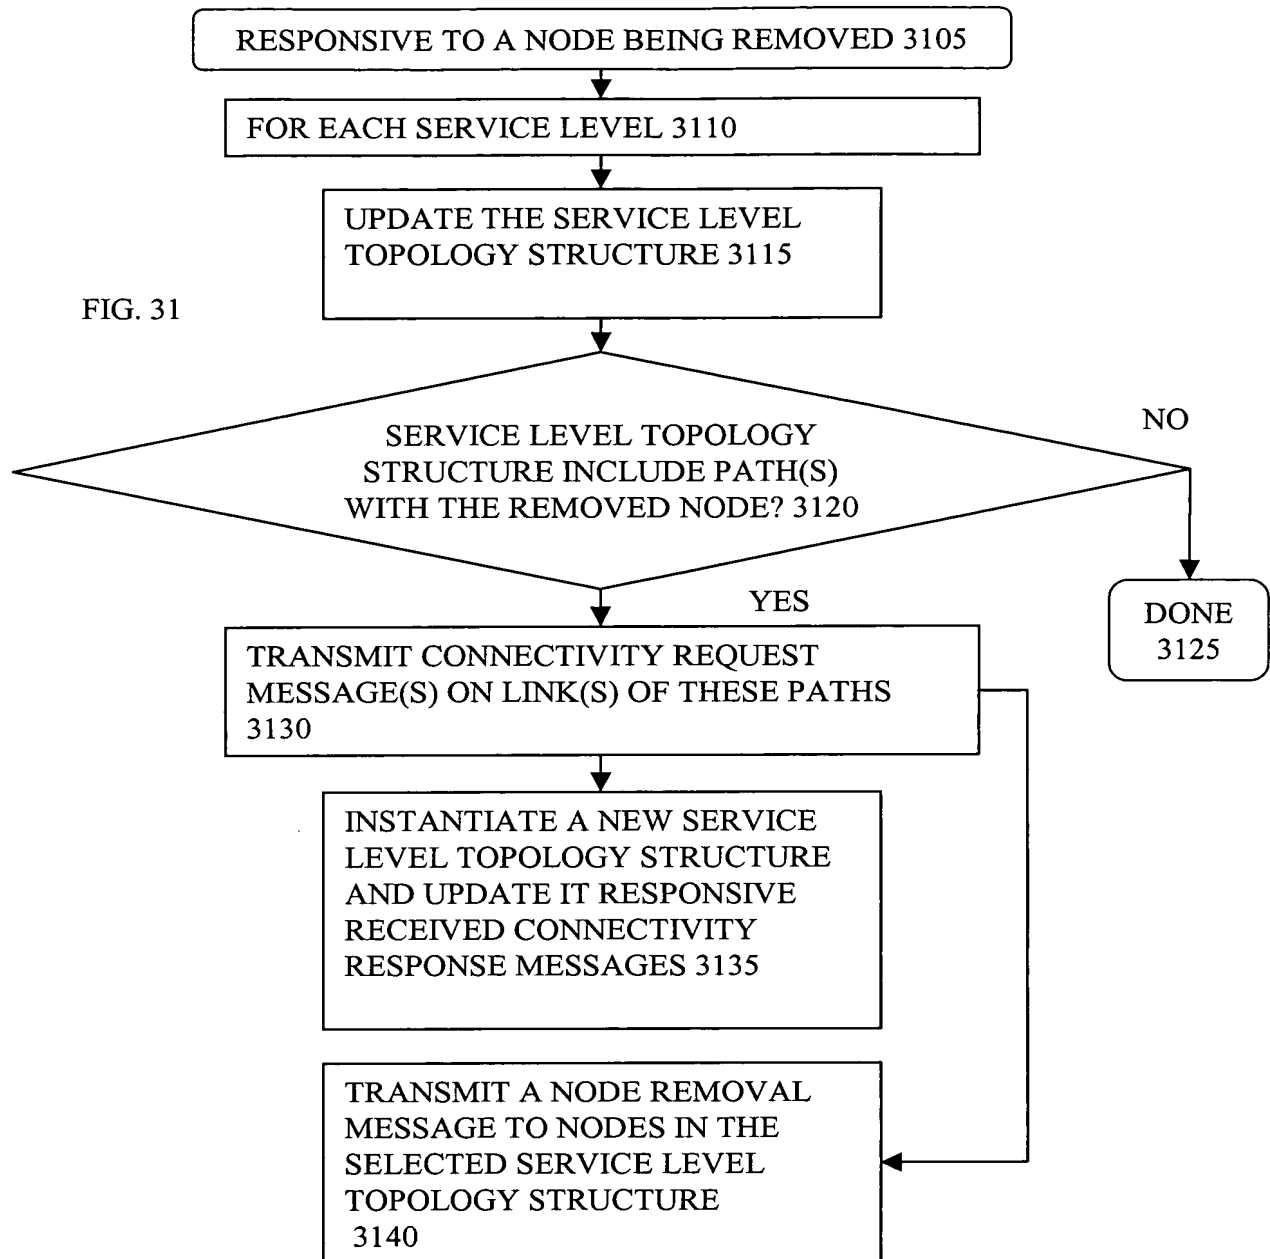 RESPONSIVE TO A NODE BEING REMOVED 3105
FOR EACH SERVICE LEVEL 3110
UPDATE THE SERVICE LEVEL
TOPOLOGY STRUCTURE 3115
FIG. 31
SERVICE LEVEL TOPOLOGY
STRUCTURE INCLUDE PATH(S)
WITH THE REMOVED NODE? 3120
NO
DONE
3125
YES
TRANSMIT CONNECTIVITY REQUEST
MESSAGE(S) ON LINK(S) OF THESE PATHS
3130
INSTANTIATE A NEW SERVICE
LEVEL TOPOLOGY STRUCTURE
AND UPDATE IT RESPONSIVE
RECEIVED CONNECTIVITY
RESPONSE MESSAGES 3135
TRANSMIT A NODE REMOVAL
MESSAGE TO NODES IN THE
SELECTED SERVICE LEVEL
TOPOLOGY STRUCTURE
3140